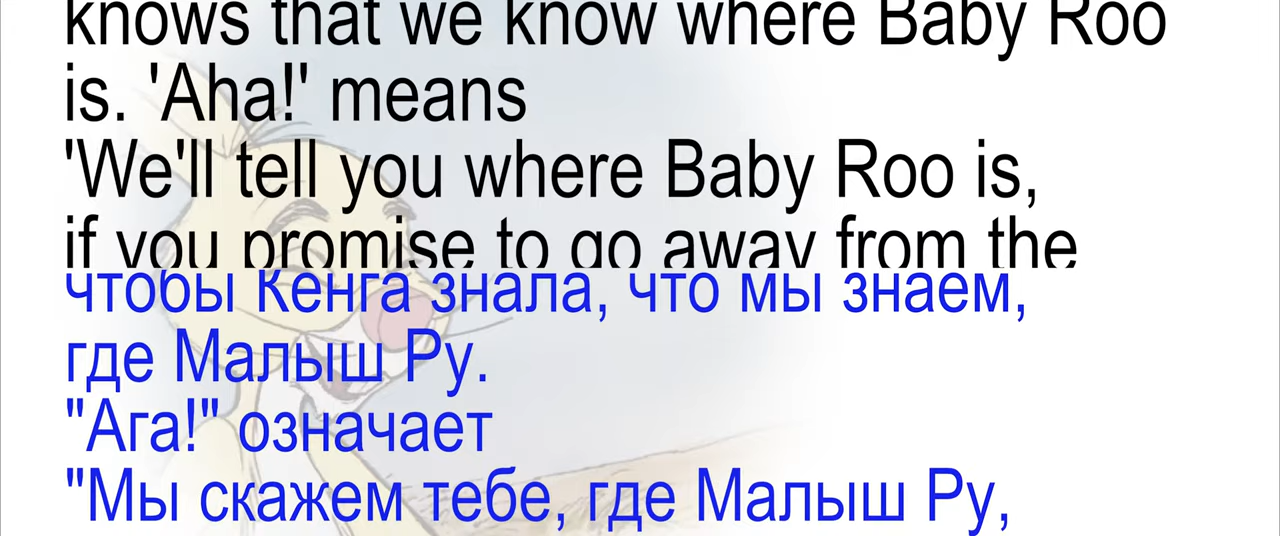 knows that we know where Baby Roo
is. 'Aha!' means
'We'll tell you where Baby Roo is,
if you promise to go away from the
чтобы Кенга знала, что мы знаем,
где Малыш Ру.
"Ага!" означает
"Мы скажем тебе, где Малыш Ру,